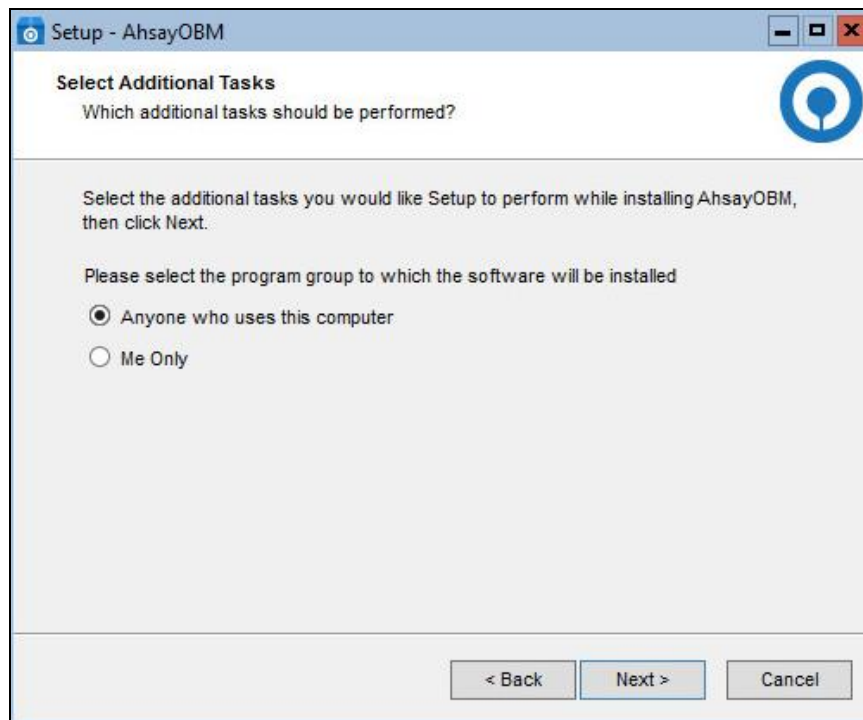 Setup - AhsayOBM
Select Additional Tasks
Which additional tasks should be performed?
Select the additional tasks you would like Setup to perform while installing AhsayOBM,
then click Next.
Please select the program group to which the software will be installed
Anyone who uses this computer
Me Only
< Back
Next >
Cancel